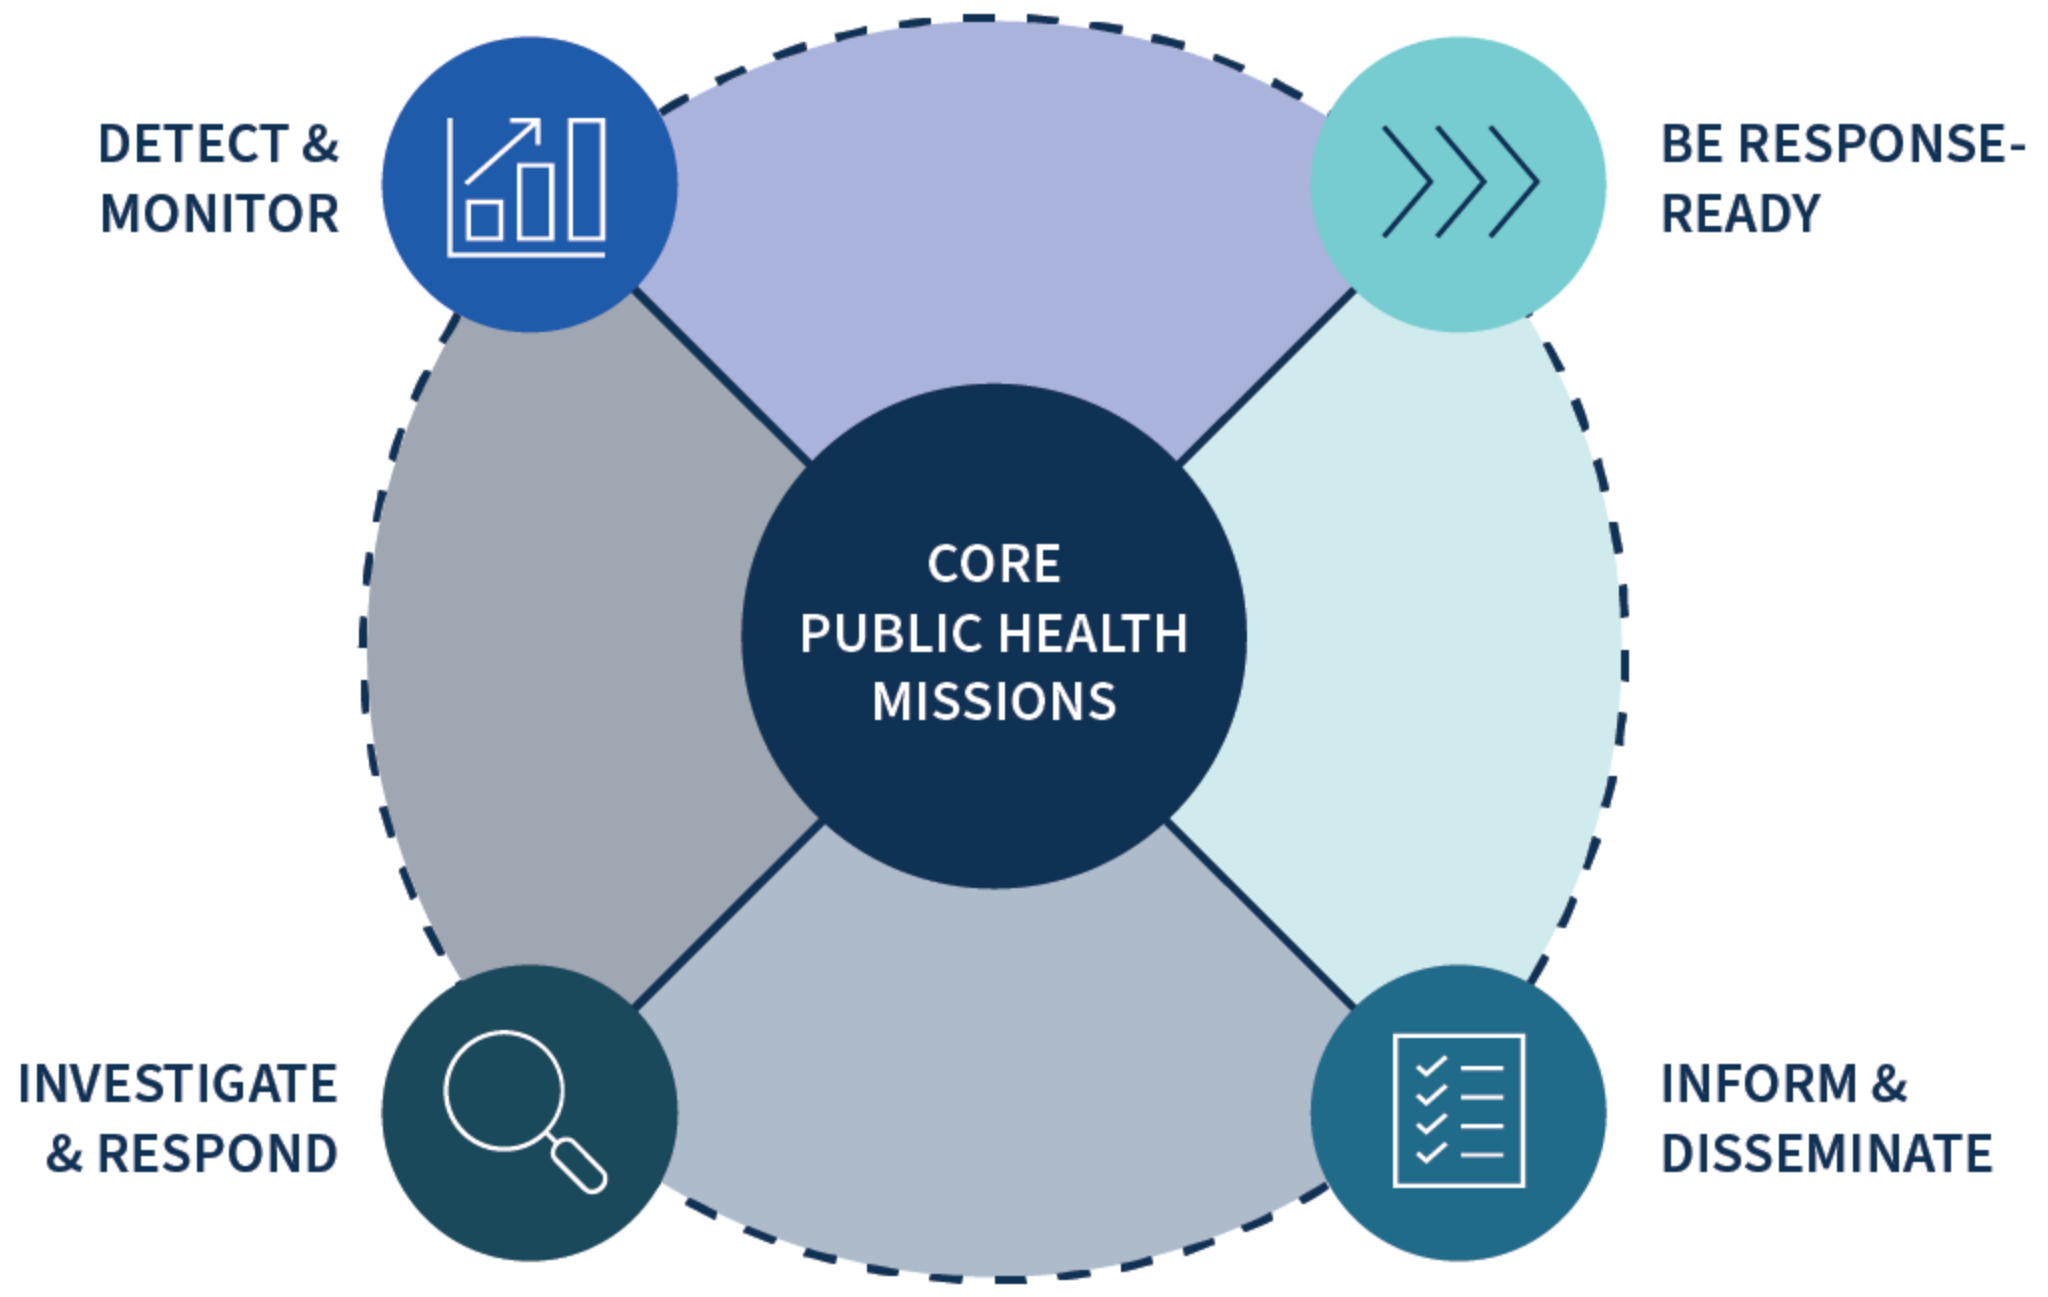 DETECT &
MONITOR
BE RESPONSE-
READY
CORE
PUBLIC HEALTH
MISSIONS
INVESTIGATE
& RESPOND
INFORM &
DISSEMINATE